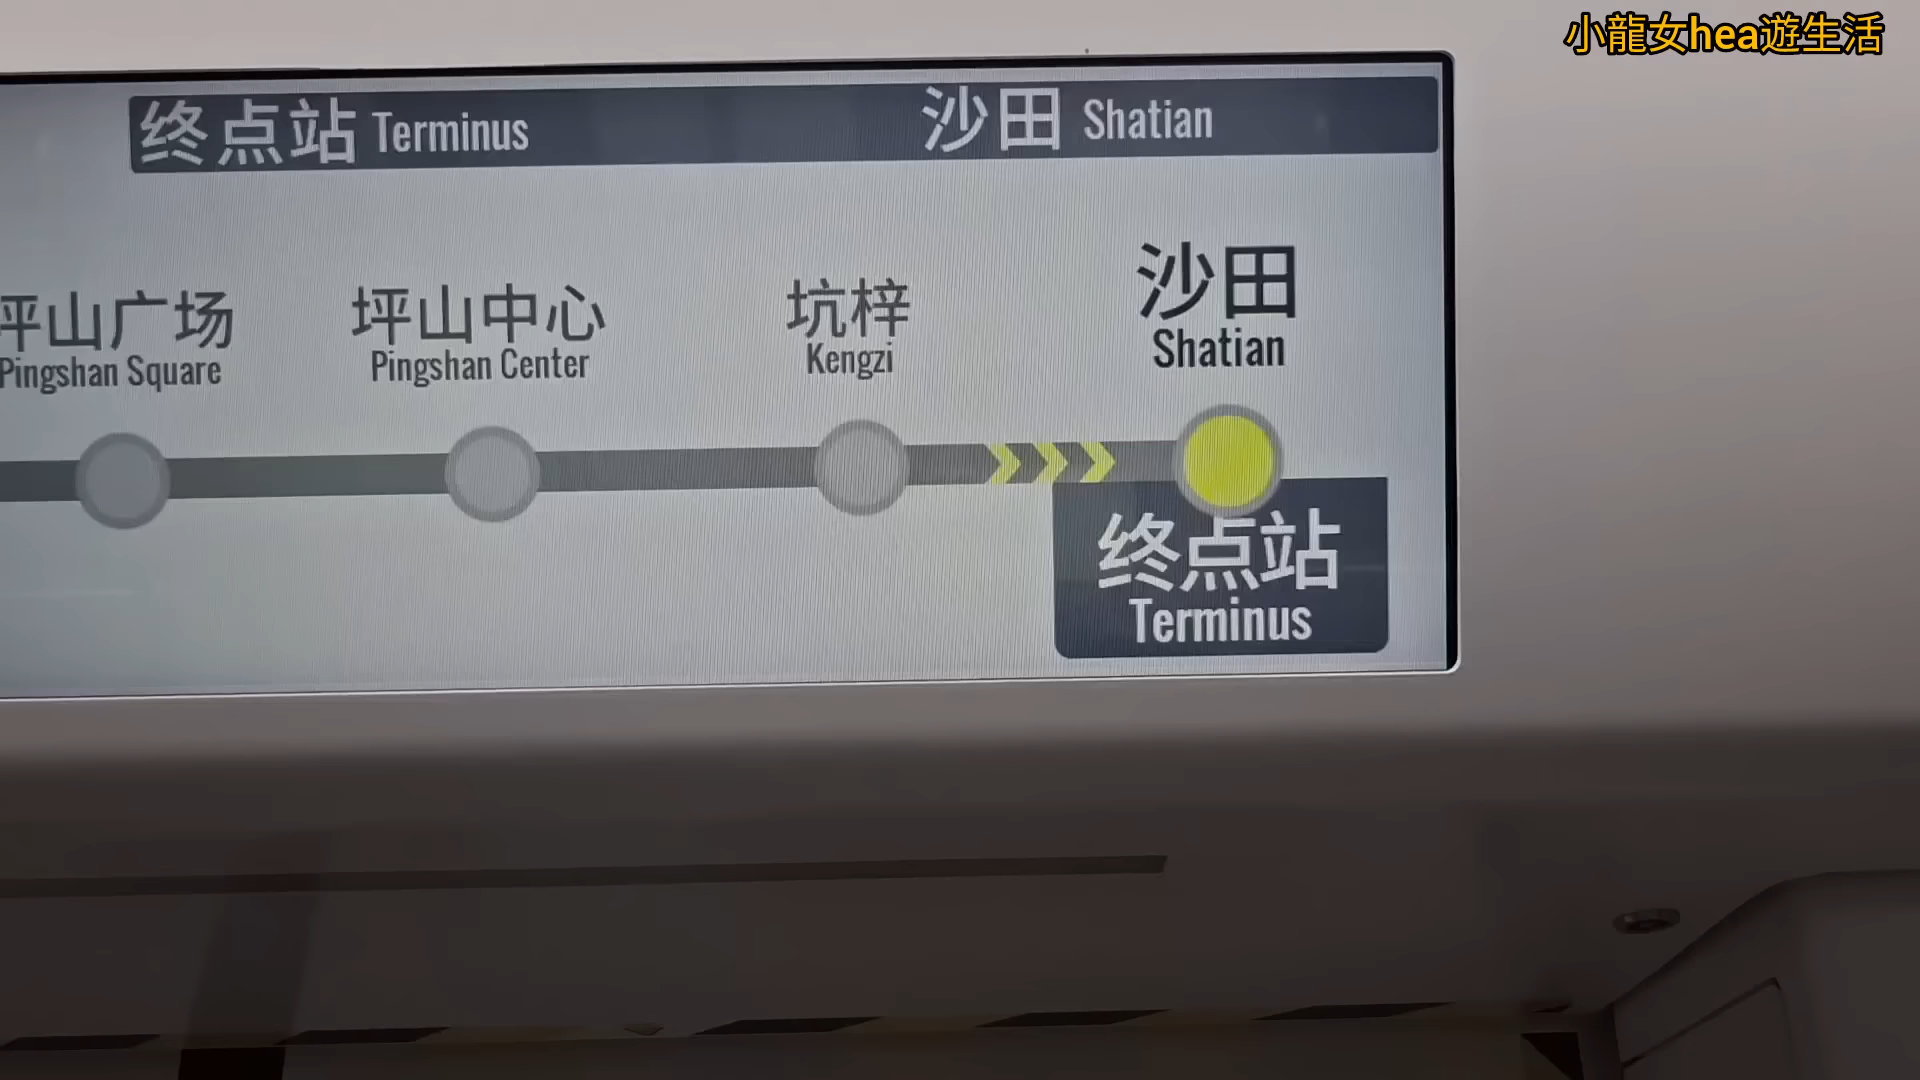 小龍女hea遊生活
终点站 Terminus 沙田 Shatian
坪山广场
Pingshan Square
坪山中心
Pingshan Center
坑梓
Kengzi
沙田
Shatian
终点站
Terminus